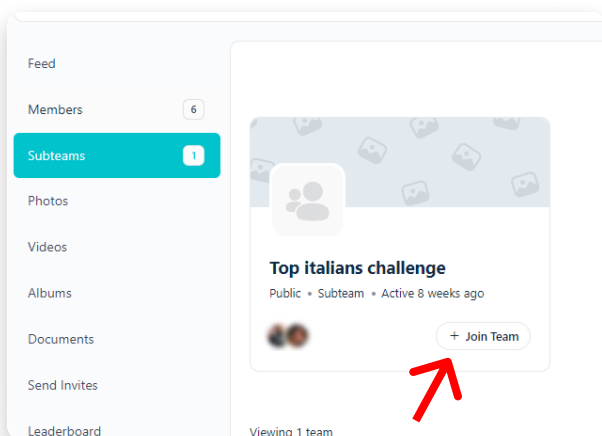 Feed
Members 6
Subteams 1
Photos
Videos
Albums
Documents
Send Invites
Leaderboard
Top italians challenge
Public • Subteam • Active 8 weeks ago
+ Join Team
Viewing 1 team